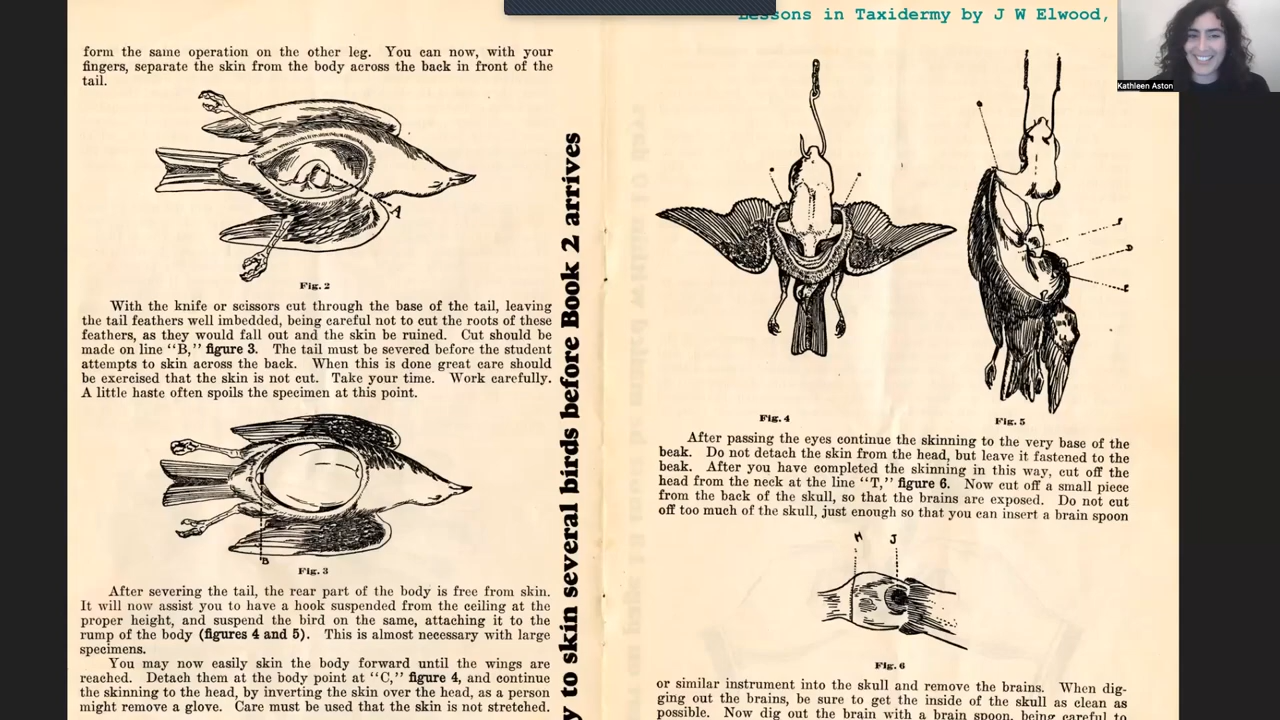 Lessons in Taxidermy by J W Elwood,
Kathleen Aston
form the same operation on the other leg. You can now, with your
fingers, separate the skin from the body across the back in front of the
tail.
A
Fig. 2
With the knife or scissors cut through the base of the tail, leaving
the tail feathers well imbedded, being careful not to cut the roots of these
feathers, as they would fall out and the skin be ruined. Cut should be
made on line “B,” figure 3. The tail must be severed before the student
attempts to skin across the back. When this is done great care should
be exercised that the skin is not cut. Take your time. Work carefully.
A little haste often spoils the specimen at this point.
B
Fig. 3
After severing the tail, the rear part of the body is free from skin.
It will now assist you to have a hook suspended from the ceiling at the
proper height, and suspend the bird on the same, attaching it to the
rump of the body (figures 4 and 5). This is almost necessary with large
specimens.
You may now easily skin the body forward until the wings are
reached. Detach them at the body point at “C,” figure 4, and continue
the skinning to the head, by inverting the skin over the head, as a person
might remove a glove. Care must be used that the skin is not stretched.
y to skin several birds before Book 2 arrives
D
Fig. 4
Fig. 5
After passing the eyes continue the skinning to the very base of the
beak. Do not detach the skin from the head, but leave it fastened to the
beak. After you have completed the skinning in this way, cut off the
head from the neck at the line “T,” figure 6. Now cut off a small piece
from the back of the skull, so that the brains are exposed. Do not cut
off too much of the skull, just enough so that you can insert a brain spoon
H J
Fig. 6
or similar instrument into the skull and remove the brains. When dig-
ging out the brains, be sure to get the inside of the skull as clean as
possible. Now dig out the brain with a brain spoon, being careful to